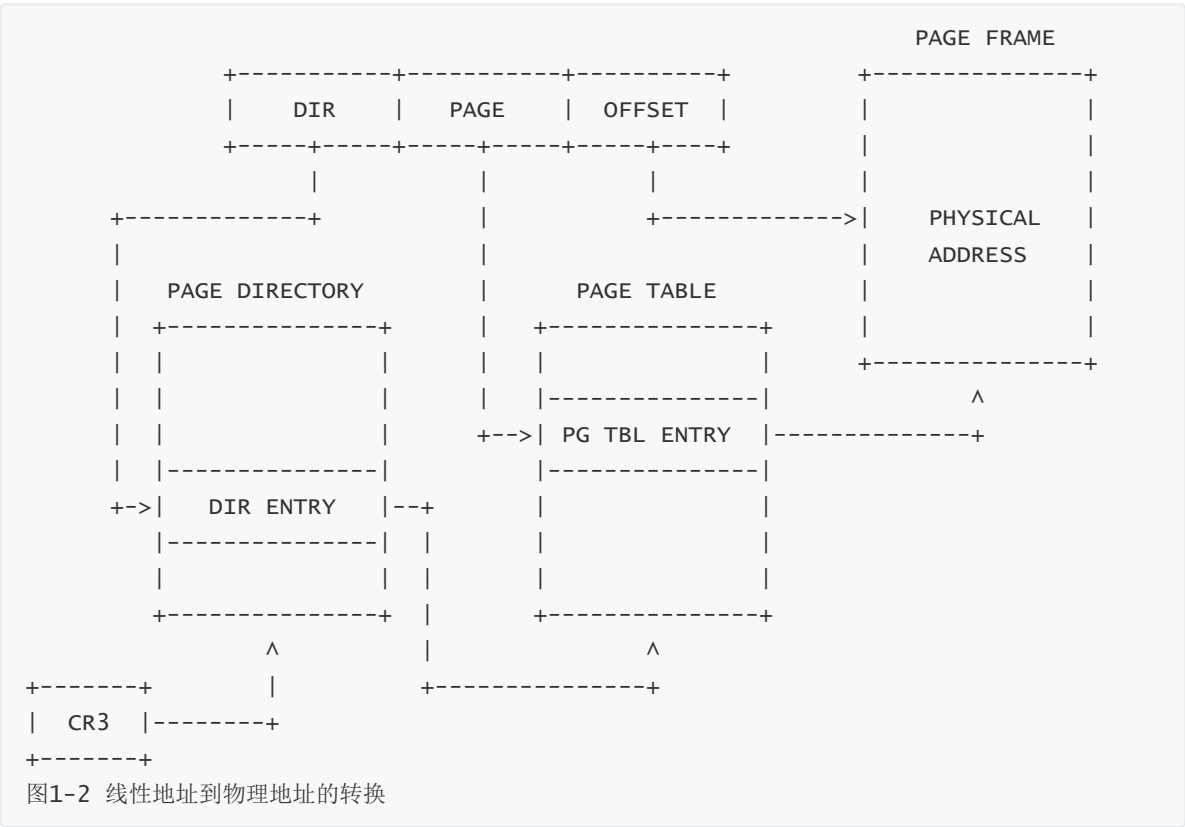 PAGE FRAME
              +-----------+-----------+----------+         +---------------+
              |    DIR    |   PAGE    |  OFFSET  |         |               |
              +-----+-----+-----+-----+-----+----+         |               |
                    |           |           |              |               |
      +-------------+           |           +------------->|    PHYSICAL   |
      |                         |                          |    ADDRESS    |
      |   PAGE DIRECTORY        |      PAGE TABLE          |               |
      |  +---------------+      |   +---------------+      |               |
      |  |               |      |   |               |      +---------------+
      |  |               |      |   |---------------|              ^
      |  |               |      +-->| PG TBL ENTRY  |--------------+
      |  |---------------|          |---------------|
      +->|   DIR ENTRY   |--+       |               |
         |---------------|  |       |               |
         |               |  |       |               |
         +---------------+  |       +---------------+
                 ^          |               ^
+-------+        |          +---------------+
|  CR3  |--------+
+-------+
图1-2 线性地址到物理地址的转换